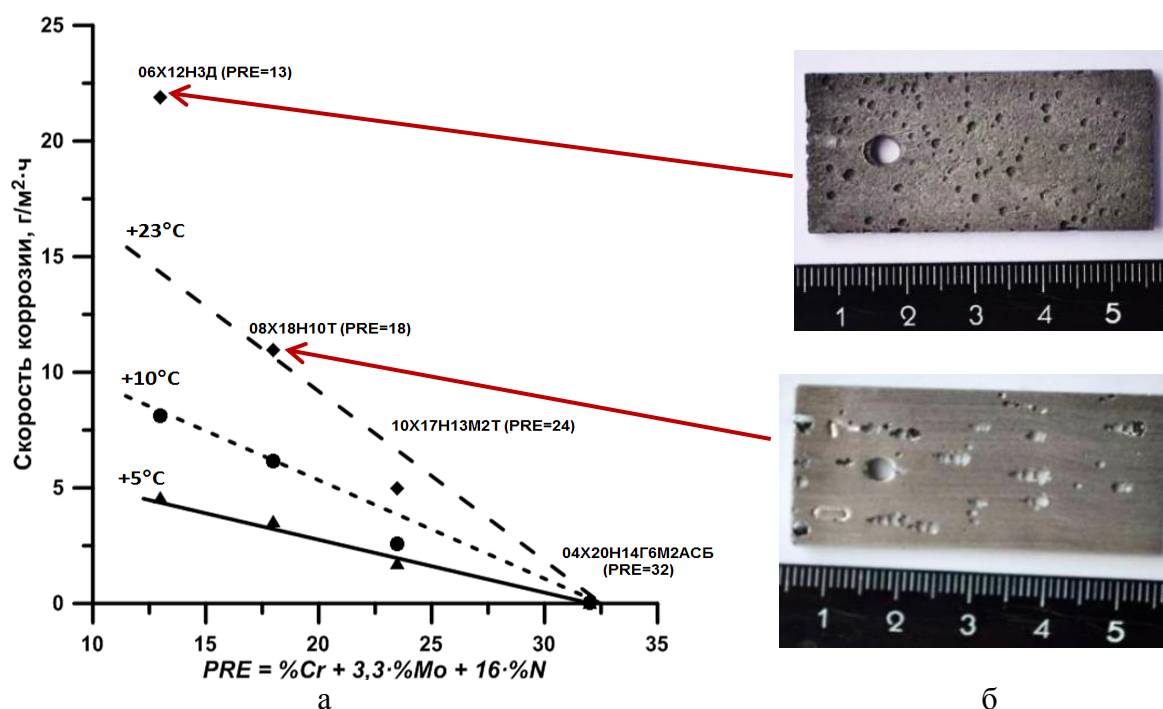 Скорость коррозии, г/м²·ч
25
20
15
10
5
0
06Х12Н3Д (PRE=13)
+23°C
08Х18Н10Т (PRE=18)
+10°C
10Х17Н13М2Т (PRE=24)
+5°C
04Х20Н14Г6М2АСБ
(PRE=32)
10 15 20 25 30 35
PRE = %Cr + 3,3·%Mo + 16·%N
а
1 2 3 4 5
1 2 3 4 5
б